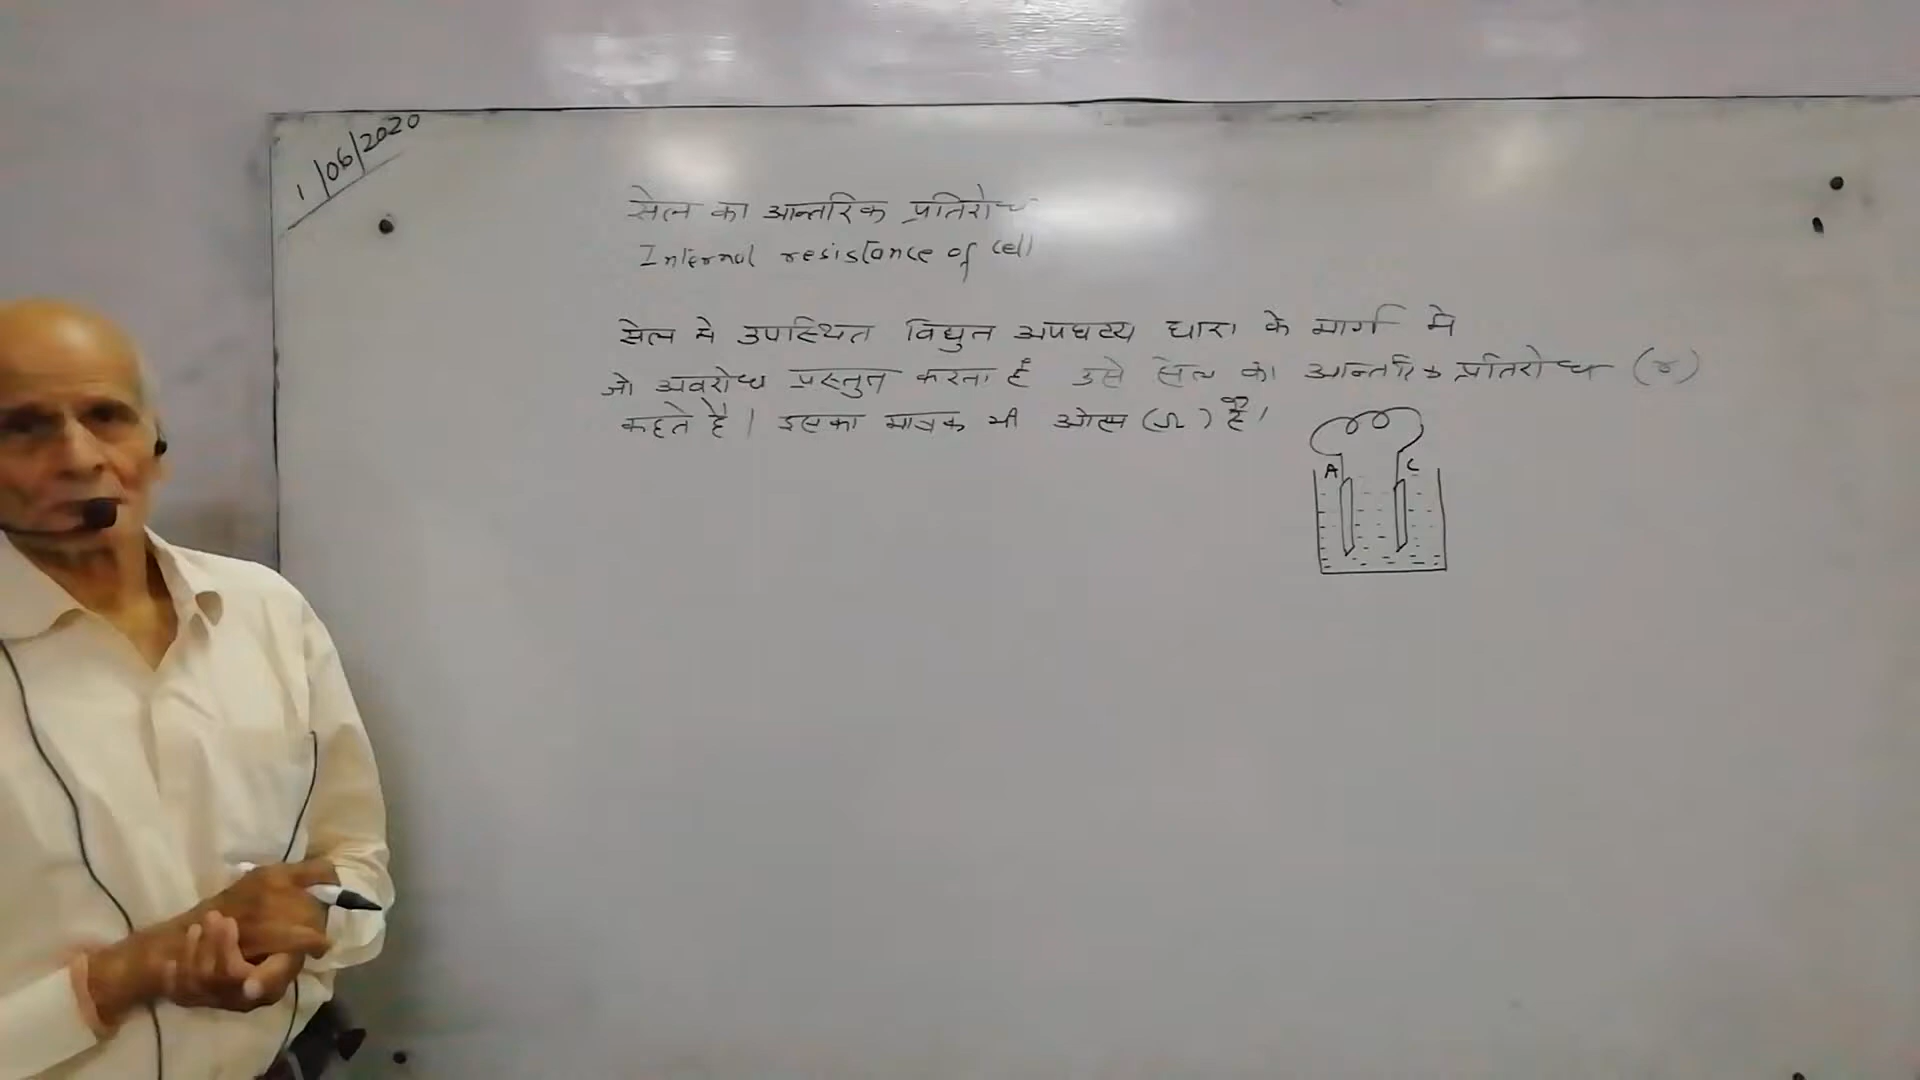 1/06/2020
सेल का आन्तरिक प्रतिरोध
Internal resistance of cell
सेल मे उपस्थित विधुत अपघटय धारा के मार्ग मे
जो अवरोध प्रस्तुत करता है उसे सेल का आन्तरिक प्रतिरोध (r)
कहते है। इसका मात्रक भी ओम (Ω) है।
A C